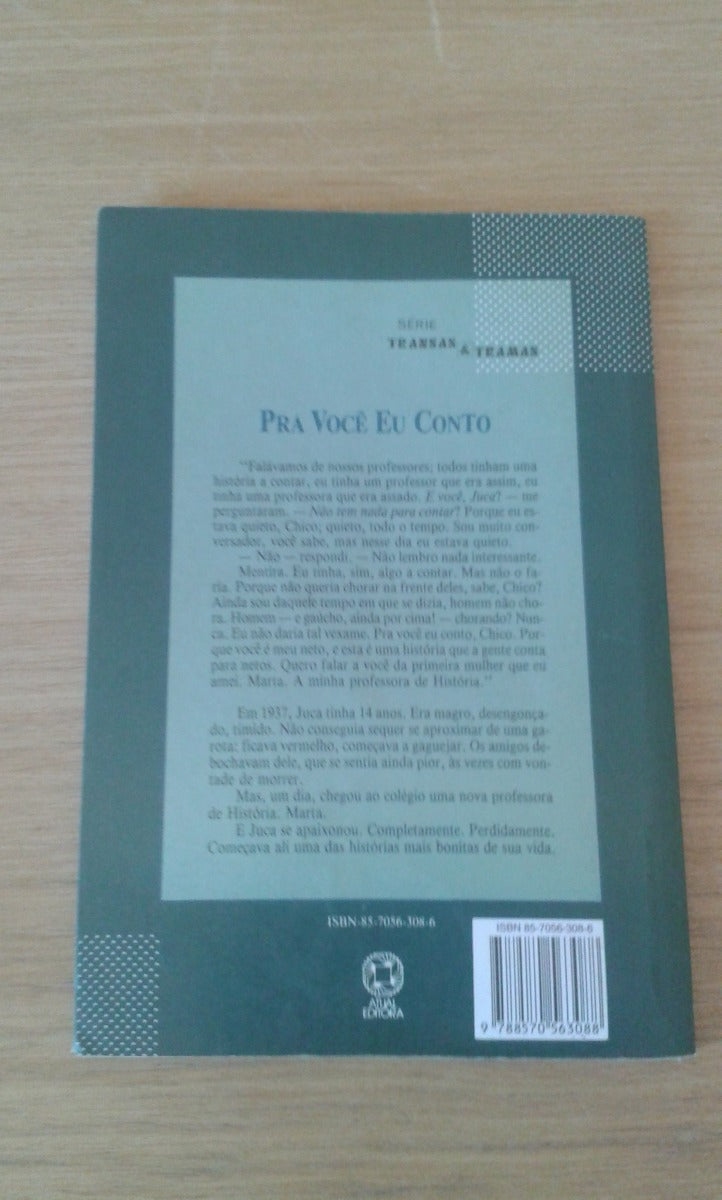 SÉRIE
TRANSAS & TRAMAS
PRA VOCÊ EU CONTO
"Falávamos de nossos professores; todos tinham uma
história a contar, eu tinha um professor que era assim, eu
tinha uma professora que era assado. E você, Juca? — me
perguntaram. — Não tem nada para contar? Porque eu es-
tava quieto, Chico; quieto, todo o tempo. Sou muito con-
versador, você sabe, mas nesse dia eu estava quieto.
— Não — respondi. — Não lembro nada interessante.
Mentira. Eu tinha, sim, algo a contar. Mas não o fa-
ria. Porque não queria chorar na frente deles, sabe, Chico?
Ainda sou daquele tempo em que se dizia, homem não cho-
ra. Homem — e gaúcho, ainda por cima! — chorando? Nun-
ca. Eu não daria tal vexame. Pra você eu conto, Chico. Por-
que você é meu neto, e esta é uma história que a gente conta
para netos. Quero falar a você da primeira mulher que eu
amei. Marta. A minha professora de História."
Em 1937, Juca tinha 14 anos. Era magro, desengonça-
do, tímido. Não conseguia sequer se aproximar de uma ga-
rota: ficava vermelho, começava a gaguejar. Os amigos de-
bochavam dele, que se sentia ainda pior, às vezes com von-
tade de morrer.
Mas, um dia, chegou ao colégio uma nova professora
de História. Marta.
E Juca se apaixonou. Completamente. Perdidamente.
Começava ali uma das histórias mais bonitas de sua vida.
ISBN-85-7056-308-6
ISBN 85-7056-308-6
ATUAL
EDITORA
9 788570 563088